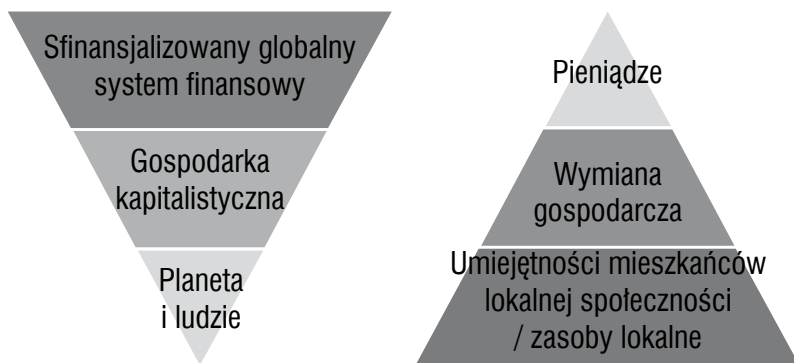 Sfinansjalizowany globalny
system finansowy
Gospodarka
kapitalistyczna
Planeta
i ludzie
Pieniądze
Wymiana
gospodarcza
Umiejętności mieszkańców
lokalnej społeczności
/ zasoby lokalne